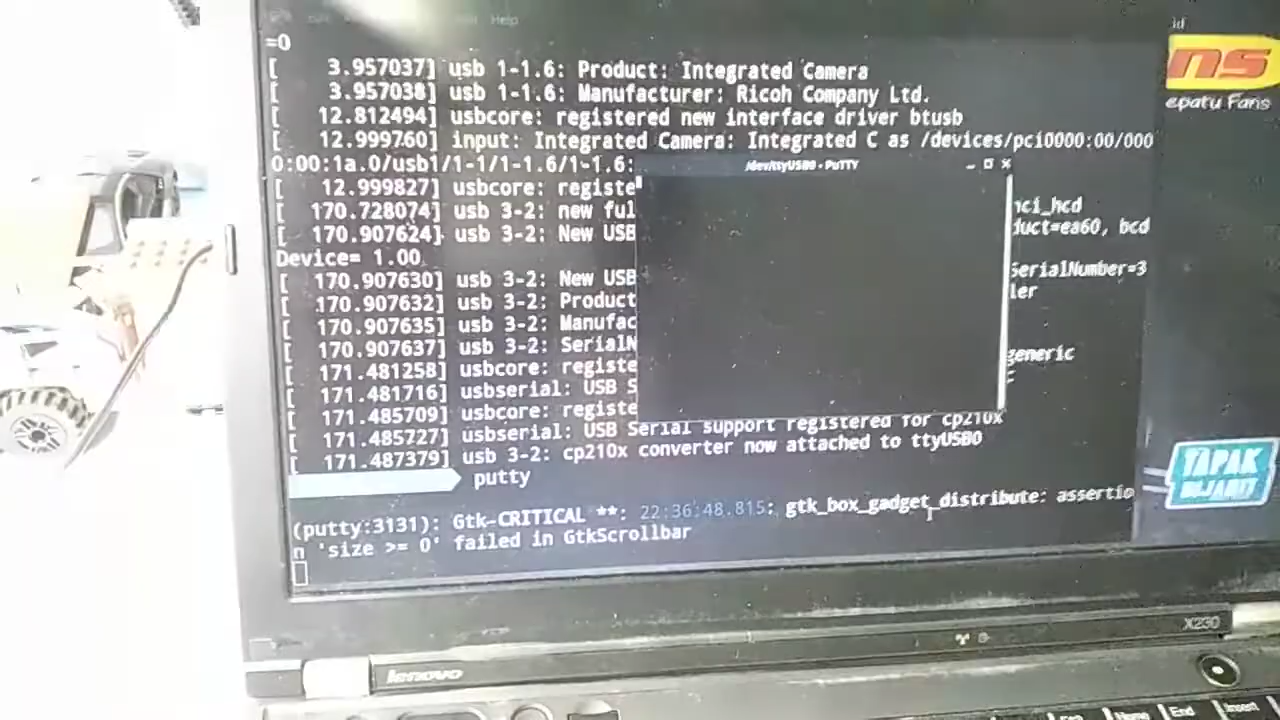 Help
id
=0
[ 3.957037] usb 1-1.6: Product: Integrated Camera
[ 3.957038] usb 1-1.6: Manufacturer: Ricoh Company Ltd.
[ 12.812494] usbcore: registered new interface driver btusb
[ 12.999760] input: Integrated Camera: Integrated C as /devices/pci0000:00/000
0:00:1a.0/usb1/1-1/1-1.6/1-1.6:
[ 12.999827] usbcore: registe
[ 170.728074] usb 3-2: new ful hci_hcd
[ 170.907624] usb 3-2: New USB duct=ea60, bcd
Device= 1.00
[ 170.907630] usb 3-2: New USB SerialNumber=3
[ 170.907632] usb 3-2: Product ler
[ 170.907635] usb 3-2: Manufac
[ 170.907637] usb 3-2: SerialN
[ 171.481258] usbcore: registe generic
[ 171.481716] usbserial: USB S
[ 171.485709] usbcore: registe
[ 171.485727] usbserial: USB Serial support registered for cp210x
[ 171.487379] usb 3-2: cp210x converter now attached to ttyUSB0
putty
(putty:3131): Gtk-CRITICAL **: 22:36:48.815: gtk_box_gadget_distribute: assertio
n 'size >= 0' failed in GtkScrollbar
/dev/ttyUSB0 - PuTTY
ns
epatu Fans
TAPAK
lenovo
X230
End
Insert